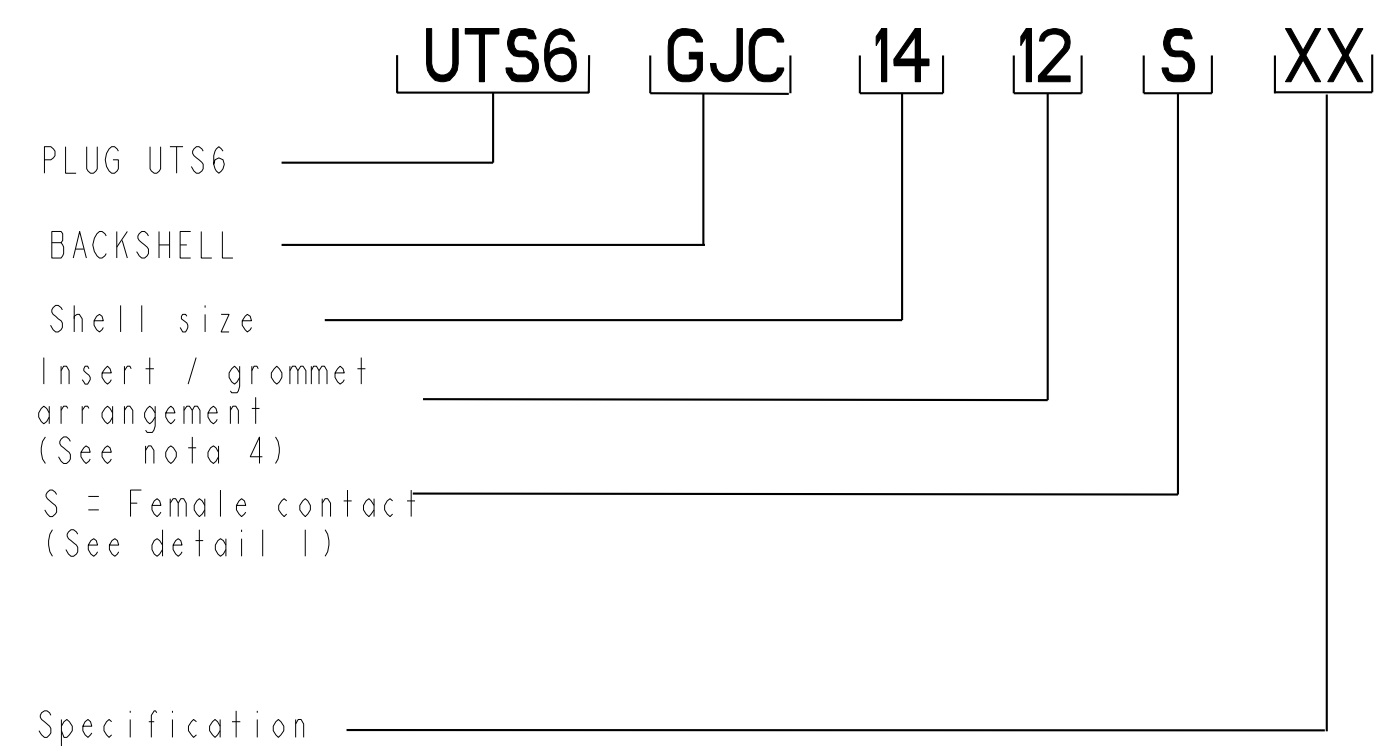 UTS6 GJC 14 12 S XX
PLUG UTS6
BACKSHELL
Shell size
Insert / grommet
arrangement
(See nota 4)
S = Female contact
(See detail 1)
Specification